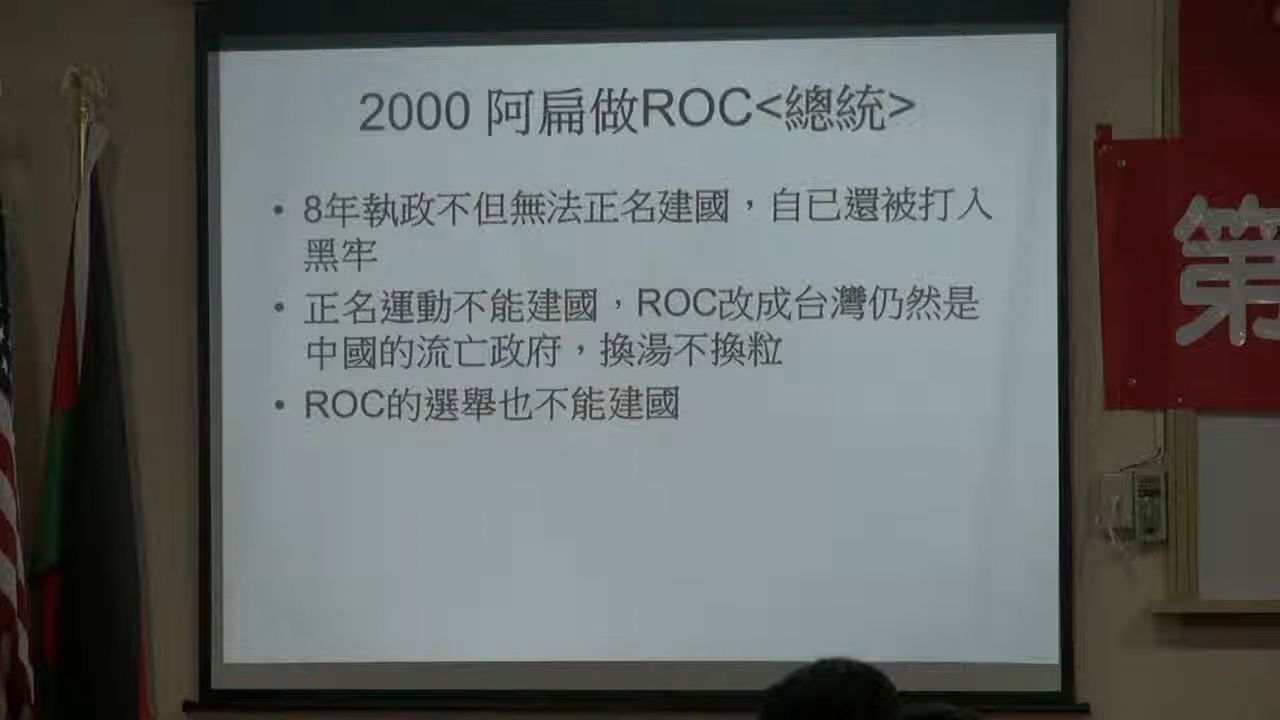 2000 阿扁做ROC<總統>
• 8年執政不但無法正名建國，自已還被打入
黑牢
• 正名運動不能建國，ROC改成台灣仍然是
中國的流亡政府，換湯不換粒
• ROC的選舉也不能建國
第